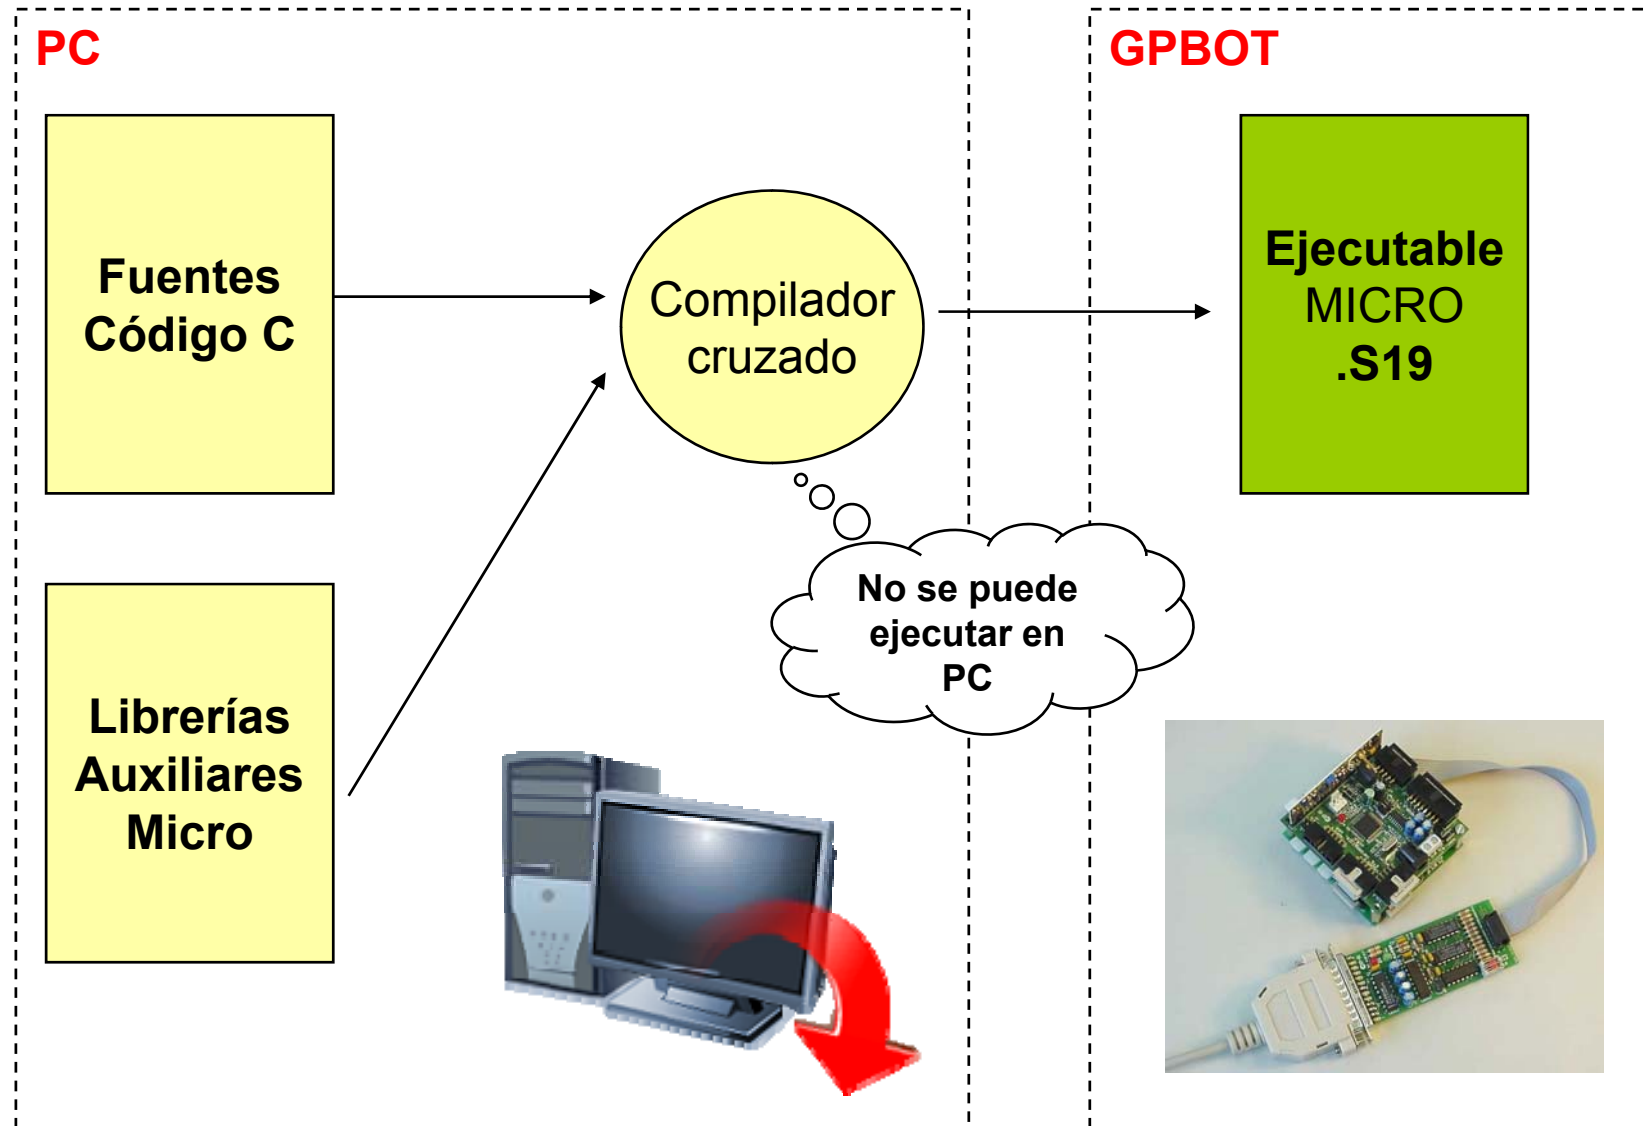 PC
GPBOT
Fuentes
Código C
Compilador
cruzado
Ejecutable
MICRO
.S19
No se puede
ejecutar en
PC
Librerías
Auxiliares
Micro